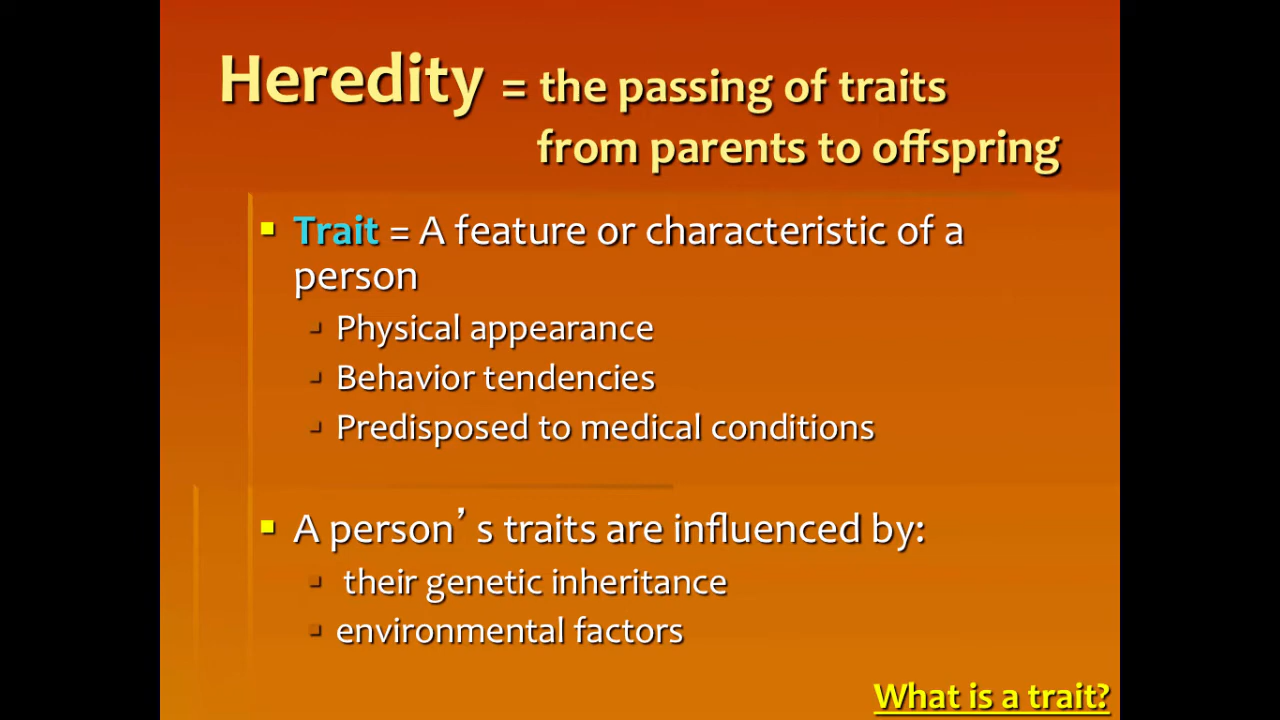 Heredity = the passing of traits
from parents to offspring
Trait = A feature or characteristic of a
person
Physical appearance
Behavior tendencies
Predisposed to medical conditions
A person’ s traits are influenced by:
their genetic inheritance
environmental factors
What is a trait?